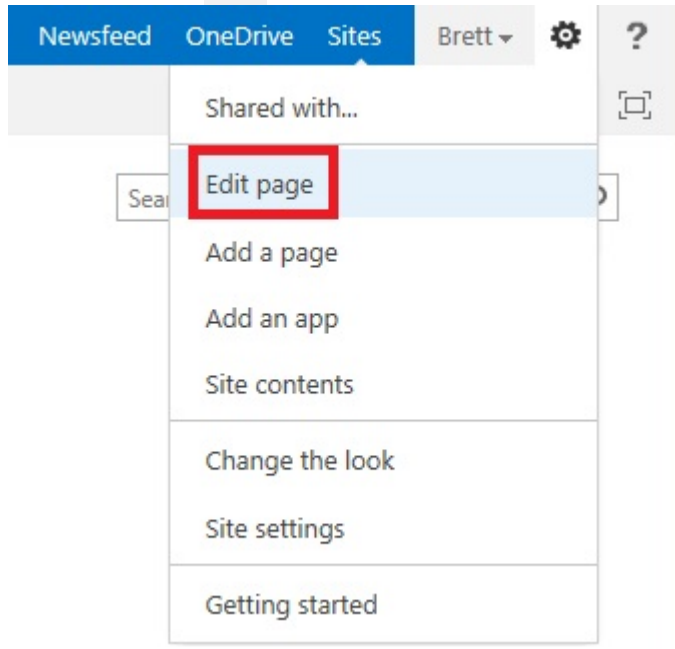 Newsfeed OneDrive Sites Brett ?
Shared with...
Edit page
Sea
Add a page
Add an app
Site contents
Change the look
Site settings
Getting started